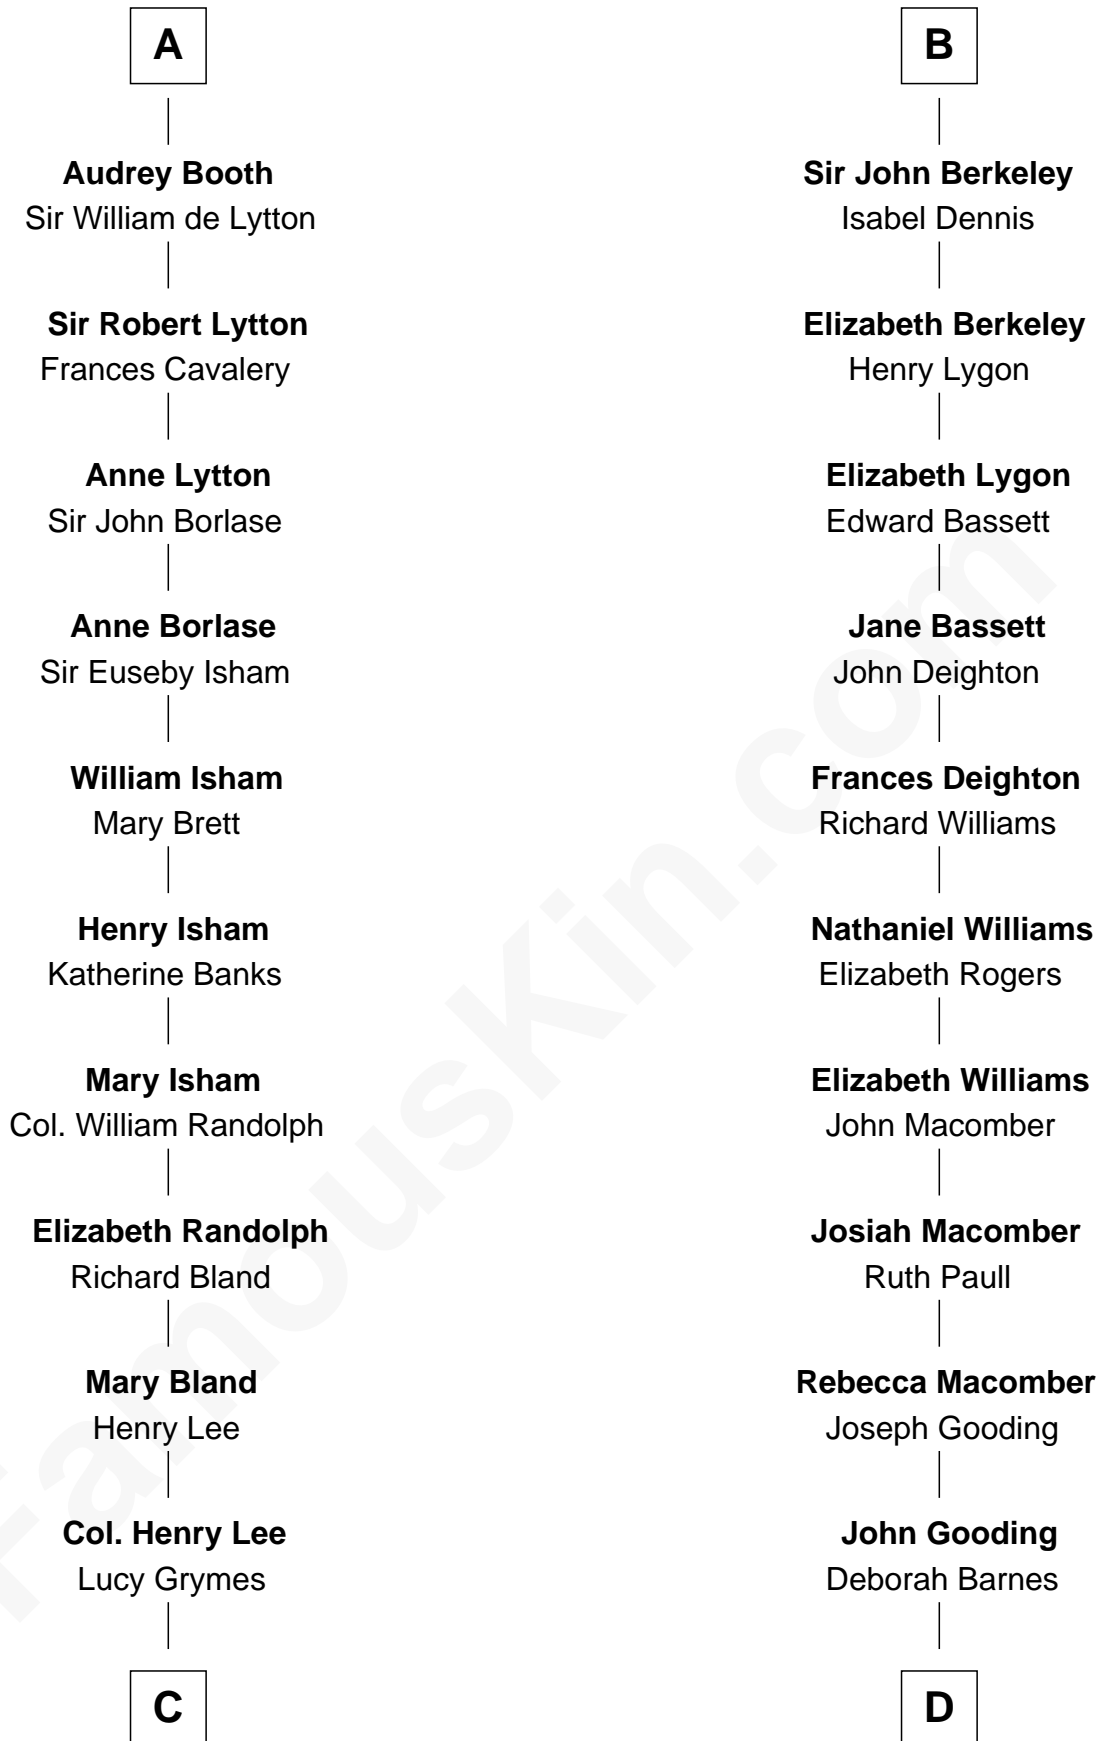 A
Audrey Booth
Sir William de Lytton
Sir Robert Lytton
Frances Cavalery
Anne Lytton
Sir John Borlase
Anne Borlase
Sir Euseby Isham
William Isham
Mary Brett
Henry Isham
Katherine Banks
Mary Isham
Col. William Randolph
Elizabeth Randolph
Richard Bland
Mary Bland
Henry Lee
Col. Henry Lee
Lucy Grymes
C
B
Sir John Berkeley
Isabel Dennis
Elizabeth Berkeley
Henry Lygon
Elizabeth Lygon
Edward Bassett
Jane Bassett
John Deighton
Frances Deighton
Richard Williams
Nathaniel Williams
Elizabeth Rogers
Elizabeth Williams
John Macomber
Josiah Macomber
Ruth Paull
Rebecca Macomber
Joseph Gooding
John Gooding
Deborah Barnes
D
FamousKin.com